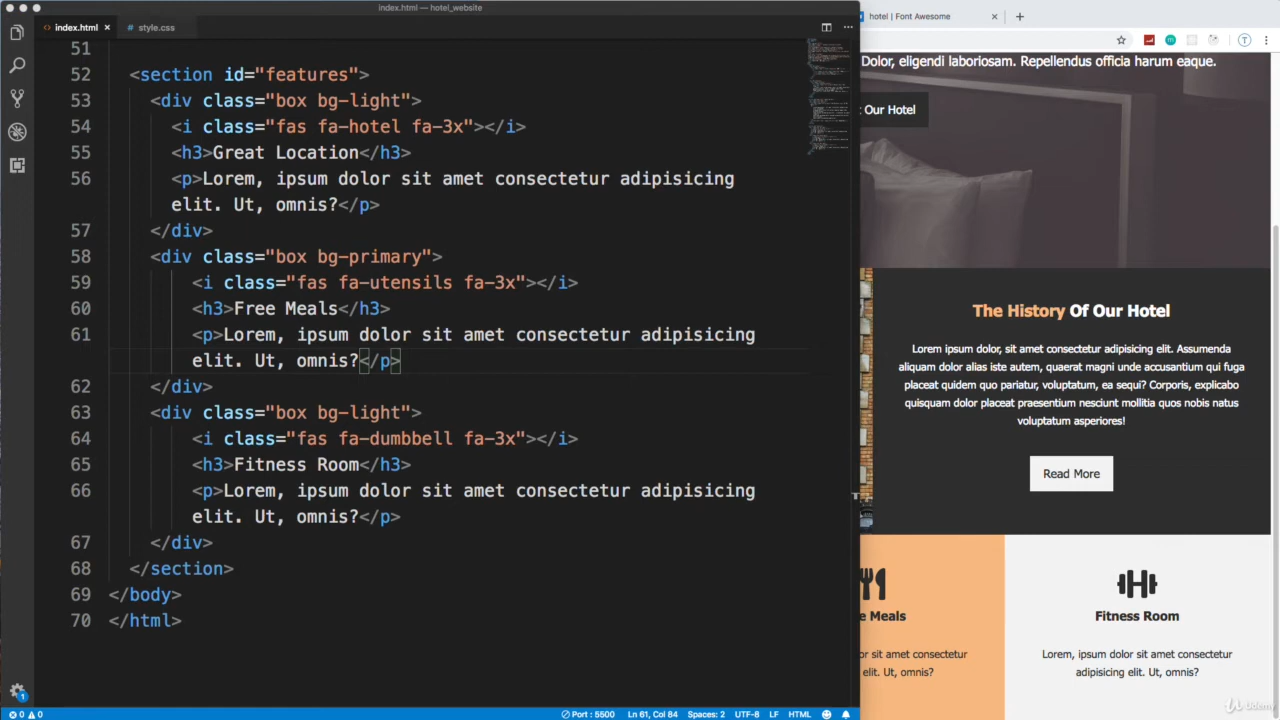 index.html — hotel_website
index.html
# style.css
51
52 <section id="features">
53 <div class="box bg-light">
54 <i class="fas fa-hotel fa-3x"></i>
55 <h3>Great Location</h3>
56 <p>Lorem, ipsum dolor sit amet consectetur adipisicing
elit. Ut, omnis?</p>
57 </div>
58 <div class="box bg-primary">
59 <i class="fas fa-utensils fa-3x"></i>
60 <h3>Free Meals</h3>
61 <p>Lorem, ipsum dolor sit amet consectetur adipisicing
elit. Ut, omnis?</p>
62 </div>
63 <div class="box bg-light">
64 <i class="fas fa-dumbbell fa-3x"></i>
65 <h3>Fitness Room</h3>
66 <p>Lorem, ipsum dolor sit amet consectetur adipisicing
elit. Ut, omnis?</p>
67 </div>
68 </section>
69 </body>
70 </html>
1
0 0
Port : 5500
Ln 61, Col 84
Spaces: 2
UTF-8
LF
HTML
hotel | Font Awesome
T
Dolor, eligendi laboriosam. Repellendus officia harum eaque.
t Our Hotel
The History Of Our Hotel
Lorem ipsum dolor, sit amet consectetur adipisicing elit. Assumenda
aliquam dolor alias iste autem, quaerat magni unde accusantium qui fuga
placeat quidem quo pariatur, voluptatum, ea sequi? Corporis, explicabo
quisquam dolor placeat praesentium nesciunt mollitia quos nobis natus
voluptatum asperiores!
Read More
e Meals
or sit amet consectetur
it. Ut, omnis?
Fitness Room
Lorem, ipsum dolor sit amet consectetur
adipisicing elit. Ut, omnis?
Udemy